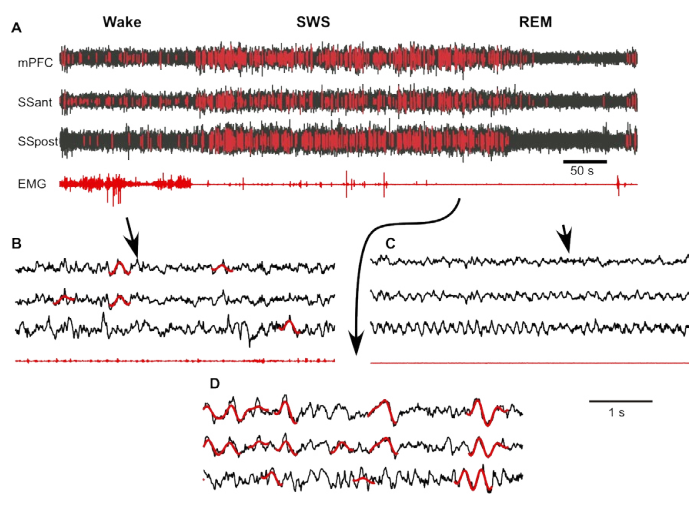 Wake SWS REM
A
mPFC
SSant
SSpost
50 s
EMG
B C
D
1 s